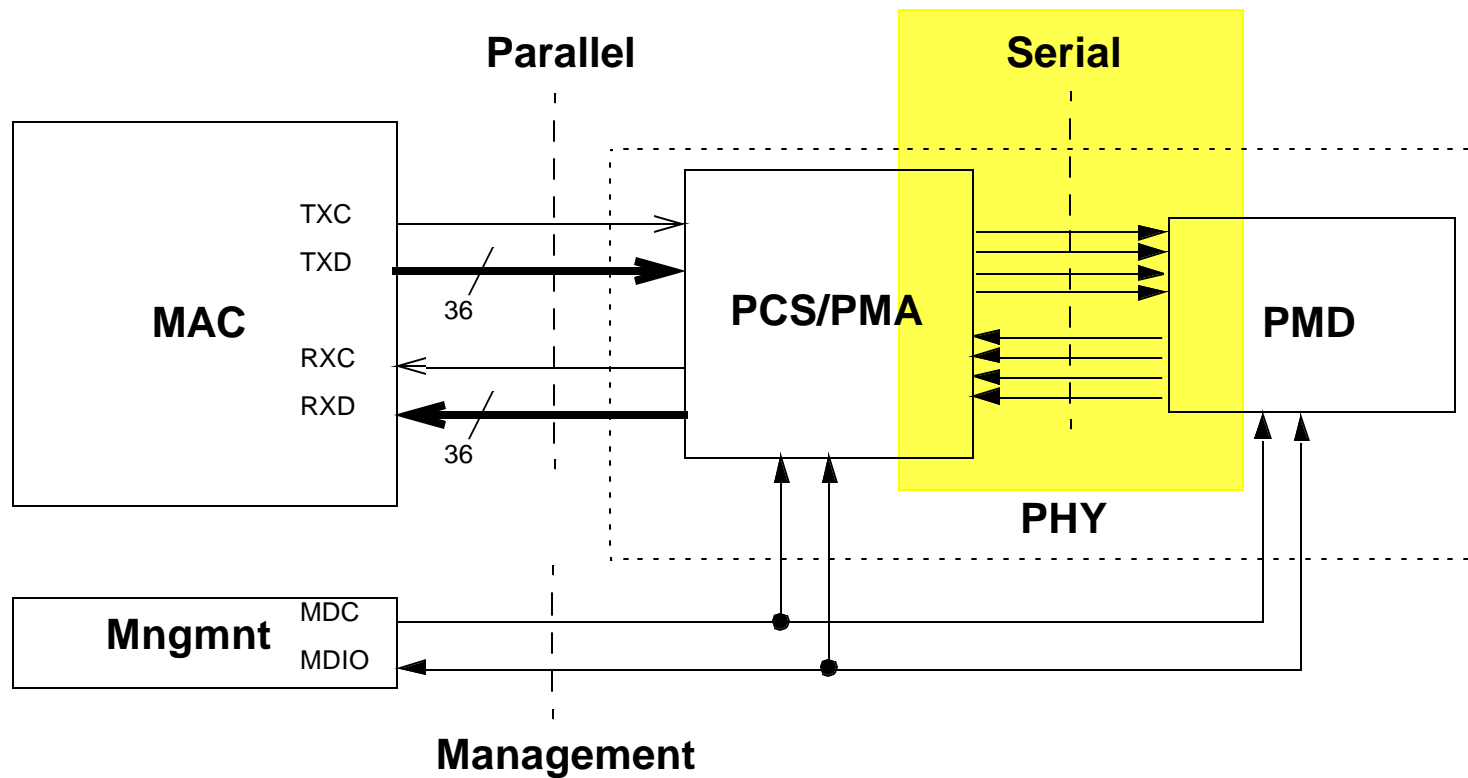 Parallel
Serial
TXC
TXD
36
MAC
PCS/PMA
PMD
RXC
RXD
36
PHY
Mngmnt
MDC
MDIO
Management